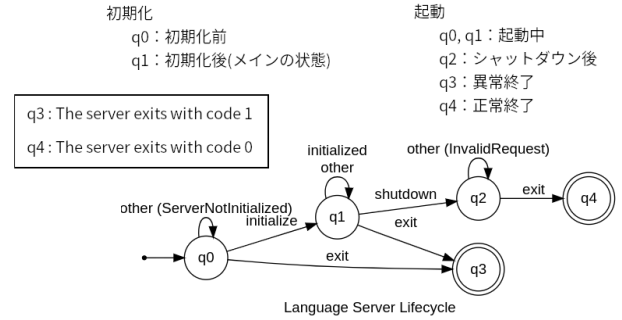 初期化
q0：初期化前
q1：初期化後(メインの状態)
起動
q0, q1：起動中
q2：シャットダウン後
q3：異常終了
q4：正常終了
q3 : The server exits with code 1
q4 : The server exits with code 0
other (InvalidRequest)
initialized
other
shutdown
q2
exit
q4
other (ServerNotInitialized)
initialize
q1
exit
q0
exit
q3
Language Server Lifecycle